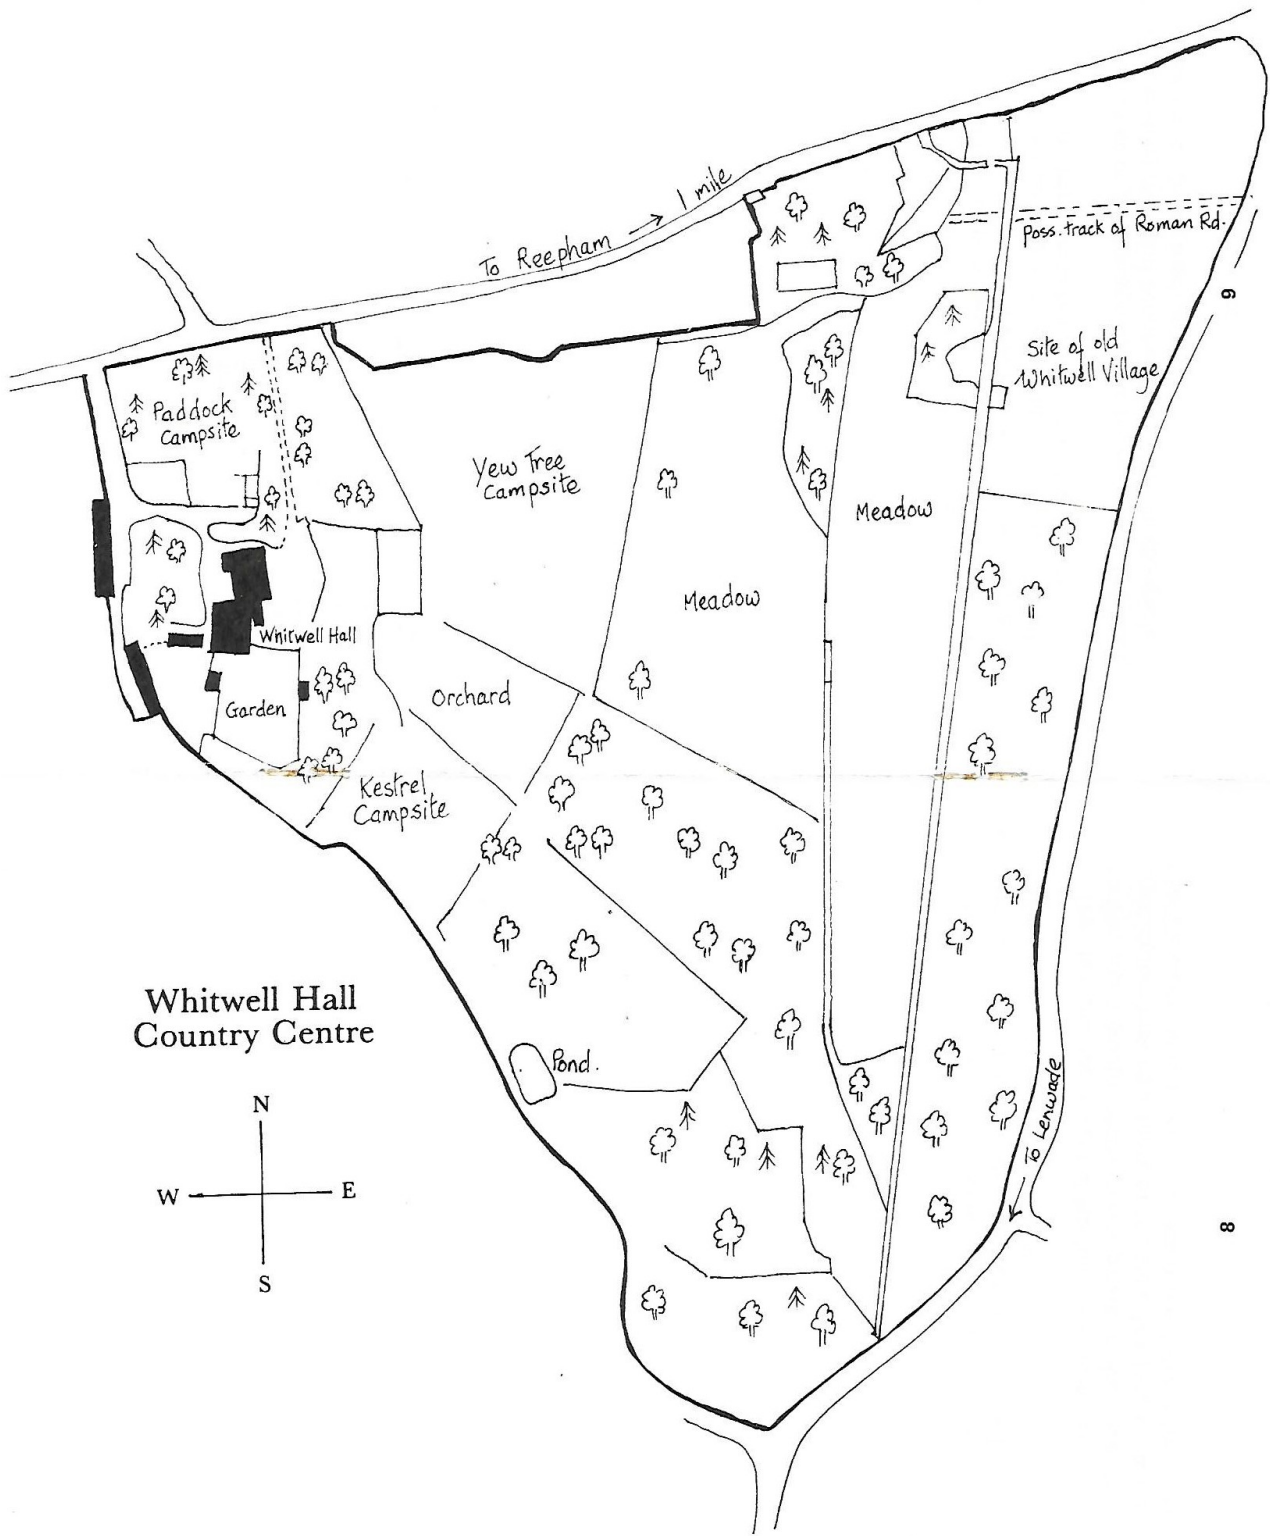 To Reepham → 1 mile
Poss. track of Roman Rd.
9
Site of old
Whitwell Village
Paddock
Campsite
Yew Tree
Campsite
Meadow
Meadow
Whitwell Hall
Garden
Orchard
Kestrel
Campsite
Pond.
To Lenwade
Whitwell Hall
Country Centre
N
W
E
S
8